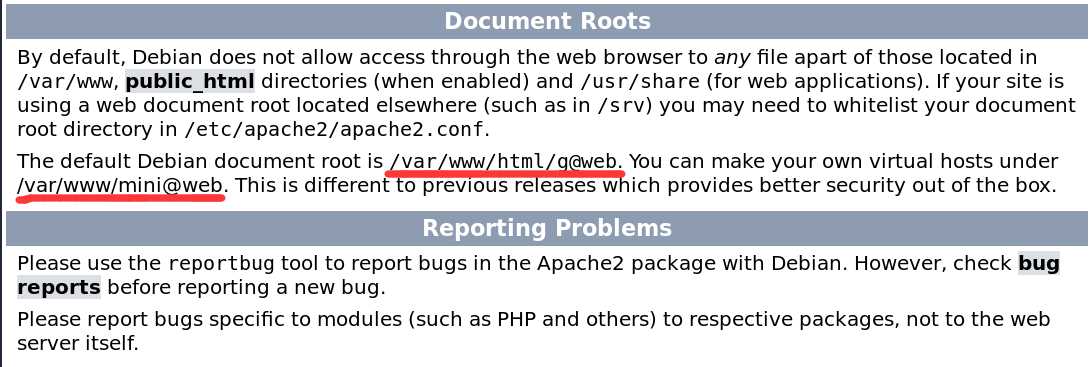 Document Roots
By default, Debian does not allow access through the web browser to any file apart of those located in
/var/www, public_html directories (when enabled) and /usr/share (for web applications). If your site is
using a web document root located elsewhere (such as in /srv) you may need to whitelist your document
root directory in /etc/apache2/apache2.conf.
The default Debian document root is /var/www/html/g@web. You can make your own virtual hosts under
/var/www/mini@web. This is different to previous releases which provides better security out of the box.
Reporting Problems
Please use the reportbug tool to report bugs in the Apache2 package with Debian. However, check bug
reports before reporting a new bug.
Please report bugs specific to modules (such as PHP and others) to respective packages, not to the web
server itself.